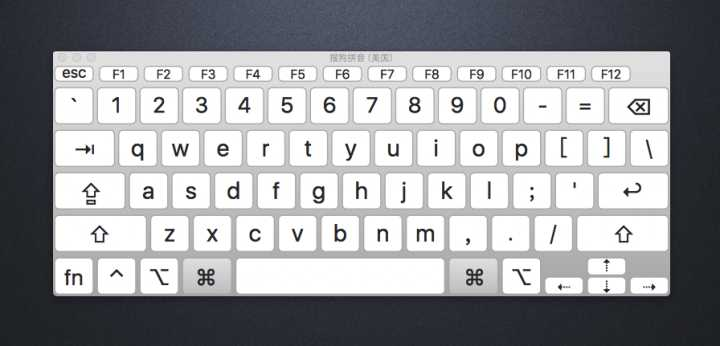 搜狗拼音 (美国)
esc F1 F2 F3 F4 F5 F6 F7 F8 F9 F10 F11 F12
` 1 2 3 4 5 6 7 8 9 0 - = ⌫
⇥ q w e r t y u i o p [ ] \
⇪ a s d f g h j k l ; ' ↩
⇧ z x c v b n m , . / ⇧
fn ^ ⌥ ⌘ ⌘ ⌥ ⇠ ⇡ ⇣ ⇢